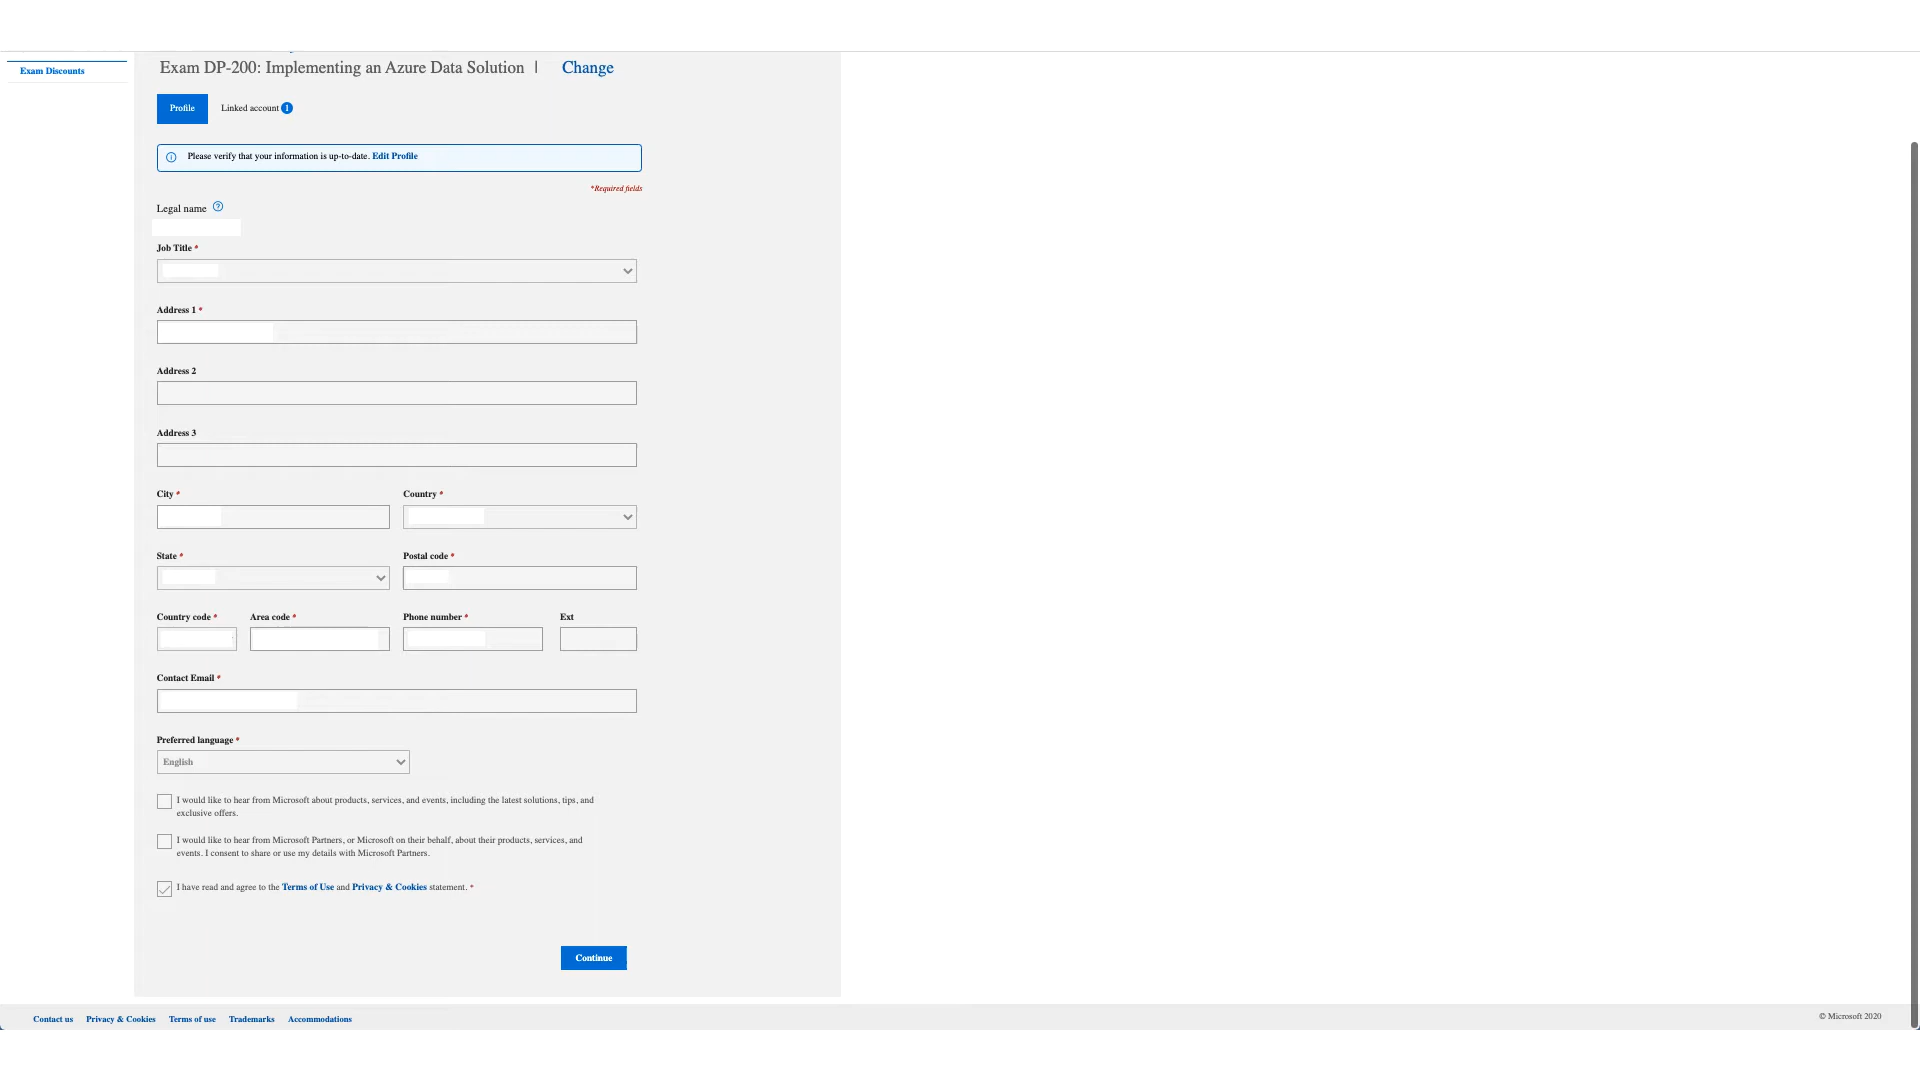 Exam Discounts
Exam DP-200: Implementing an Azure Data Solution | Change
Profile
Linked account
Please verify that your information is up-to-date. Edit Profile
*Required fields
Legal name
Job Title *
Address 1 *
Address 2
Address 3
City *
Country *
State *
Postal code *
Country code *
Area code *
Phone number *
Ext
Contact Email *
Preferred language *
English
I would like to hear from Microsoft about products, services, and events, including the latest solutions, tips, and
exclusive offers.
I would like to hear from Microsoft Partners, or Microsoft on their behalf, about their products, services, and
events. I consent to share or use my details with Microsoft Partners.
I have read and agree to the Terms of Use and Privacy & Cookies statement. *
Continue
Contact us Privacy & Cookies Terms of use Trademarks Accommodations
© Microsoft 2020